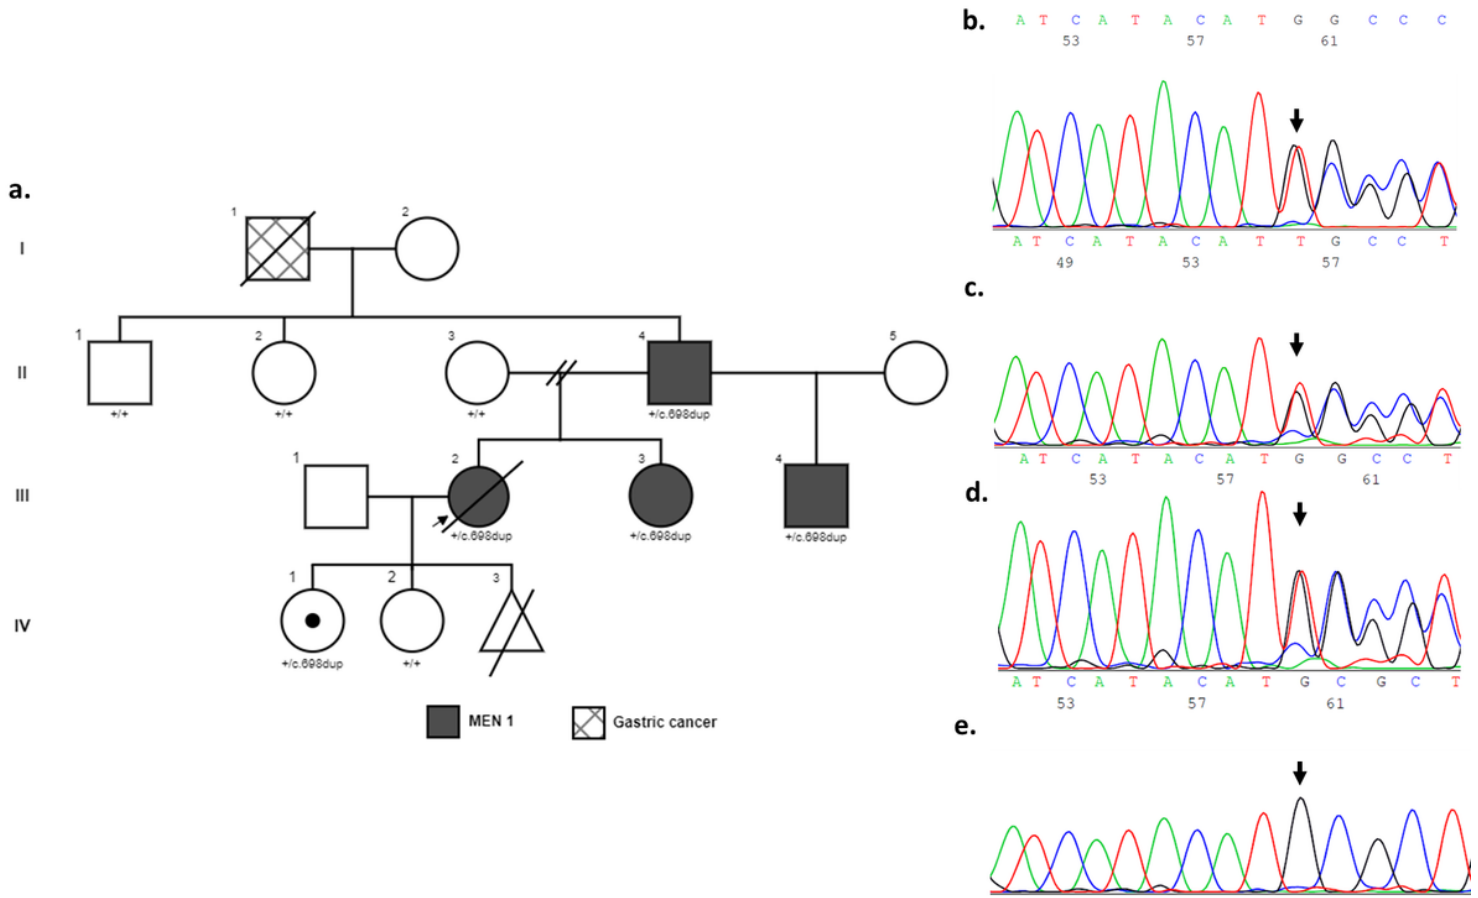 a.
I
1
2
II
1
2
3
4
5
+/+
+/+
+/+
+/c.698dup
III
1
2
3
4
+/c.698dup
+/c.698dup
+/c.698dup
IV
1
2
3
+/c.698dup
+/+
MEN 1
Gastric cancer
b.
A T C A T A C A T G G C C C
53 57 61
A T C A T A C A T T G C C T
49 53 57
c.
A T C A T A C A T G G C C T
53 57 61
d.
A T C A T A C A T G C G C T
53 57 61
e.